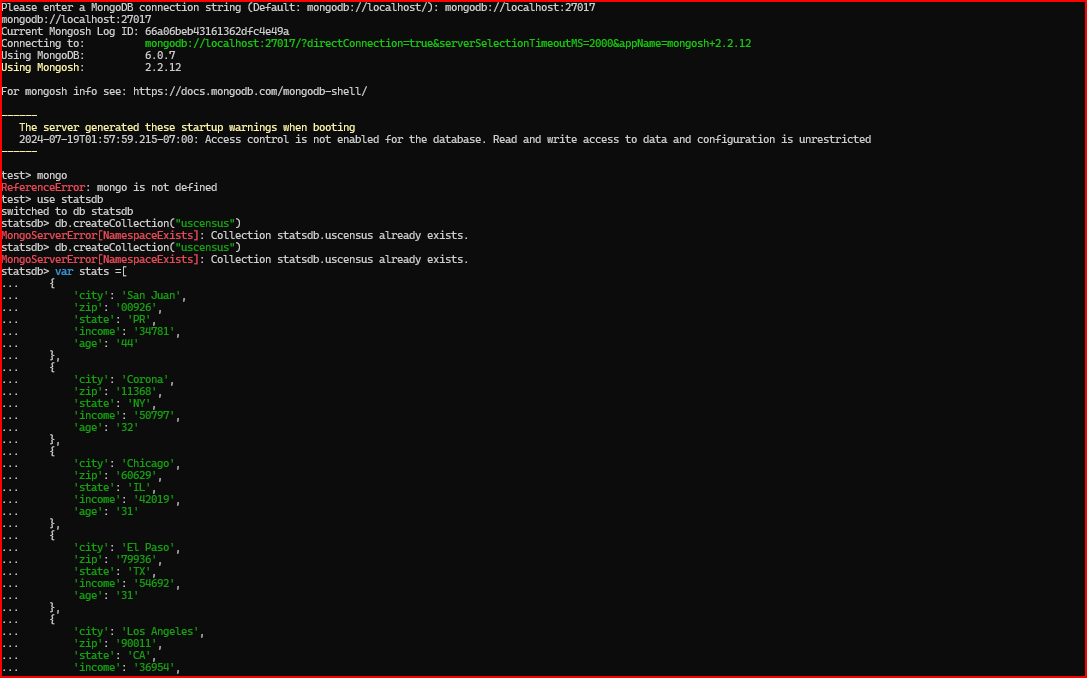 Please enter a MongoDB connection string (Default: mongodb://localhost/): mongodb://localhost:27017
mongodb://localhost:27017
Current Mongosh Log ID: 66a06beb43161362dfc4e49a
Connecting to:          mongodb://localhost:27017/?directConnection=true&serverSelectionTimeoutMS=2000&appName=mongosh+2.2.12
Using MongoDB:          6.0.7
Using Mongosh:          2.2.12
For mongosh info see: https://docs.mongodb.com/mongodb-shell/
------
   The server generated these startup warnings when booting
   2024-07-19T01:57:59.215-07:00: Access control is not enabled for the database. Read and write access to data and configuration is unrestricted
------
test> mongo
ReferenceError: mongo is not defined
test> use statsdb
switched to db statsdb
statsdb> db.createCollection("uscensus")
MongoServerError[NamespaceExists]: Collection statsdb.uscensus already exists.
statsdb> db.createCollection("uscensus")
MongoServerError[NamespaceExists]: Collection statsdb.uscensus already exists.
statsdb> var stats =[
...     {
...         'city': 'San Juan',
...         'zip': '00926',
...         'state': 'PR',
...         'income': '34781',
...         'age': '44'
...     },
...     {
...         'city': 'Corona',
...         'zip': '11368',
...         'state': 'NY',
...         'income': '50797',
...         'age': '32'
...     },
...     {
...         'city': 'Chicago',
...         'zip': '60629',
...         'state': 'IL',
...         'income': '42019',
...         'age': '31'
...     },
...     {
...         'city': 'El Paso',
...         'zip': '79936',
...         'state': 'TX',
...         'income': '54692',
...         'age': '31'
...     },
...     {
...         'city': 'Los Angeles',
...         'zip': '90011',
...         'state': 'CA',
...         'income': '36954',